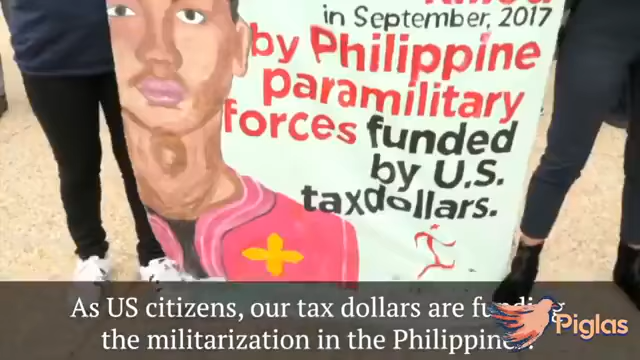 in September, 2017
by Philippine
paramilitary
forces funded
by U.S.
taxdollars.
As US citizens, our tax dollars are funding
the militarization in the Philippines.
Piglas